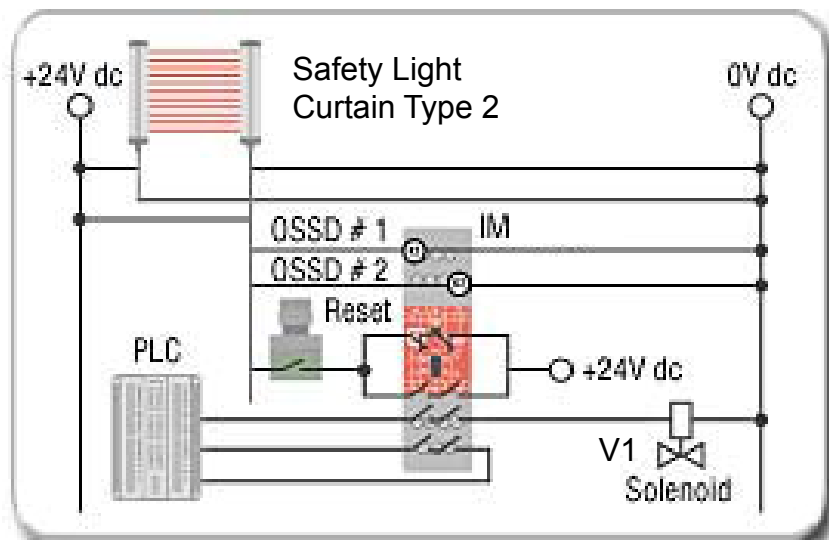 Safety Light
Curtain Type 2
+24V dc
0V dc
OSSD # 1
IM
OSSD # 2
Reset
PLC
+24V dc
V1
Solenoid